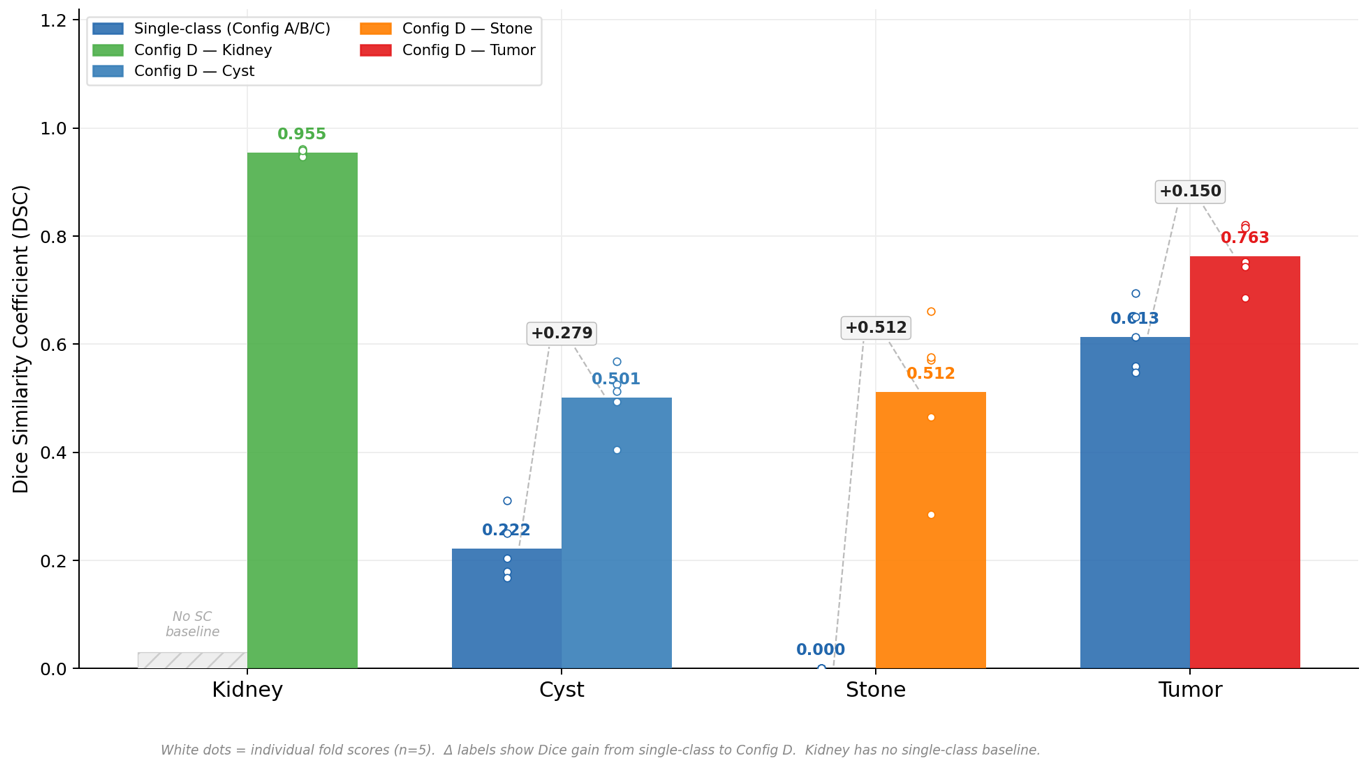 1.2
1.0
0.8
0.6
0.4
0.2
0.0
Dice Similarity Coefficient (DSC)
Single-class (Config A/B/C)
Config D — Kidney
Config D — Cyst
Config D — Stone
Config D — Tumor
0.955
No SC
baseline
+0.279
0.222
0.501
+0.512
0.000
0.512
+0.150
0.613
0.763
Kidney
Cyst
Stone
Tumor
White dots = individual fold scores (n=5).  Δ labels show Dice gain from single-class to Config D.  Kidney has no single-class baseline.